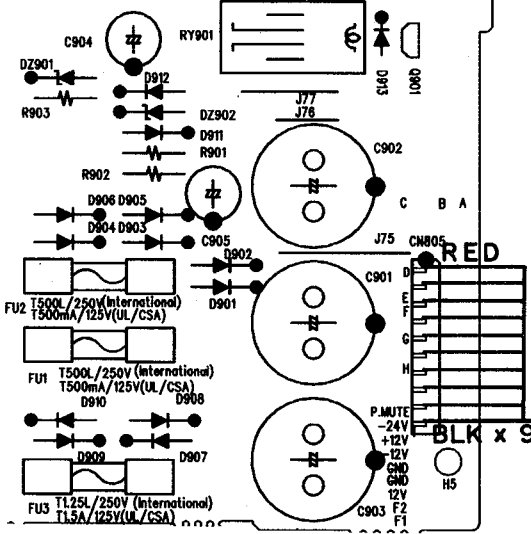 C904
RY901
D913
Q901
DZ901
D912
R903
DZ902
D911
R901
R902
J77
J76
C902
C B A
D906 D905
D904 D903
C905
D902
D901
J75
CN805
RED
C901
D
E
F
G
H
FU2 T500L/250V(International)
T500mA/125V(UL/CSA)
FU1 T500L/250V (International)
T500mA/125V(UL/CSA)
D910 D908
D909 D907
P.MUTE
-24V
+12V
-12V
GND
GND
12V
F2
F1
BLK x 9
H5
C903
FU3 T1.25L/250V (International)
T1.5A/125V(UL/CSA)